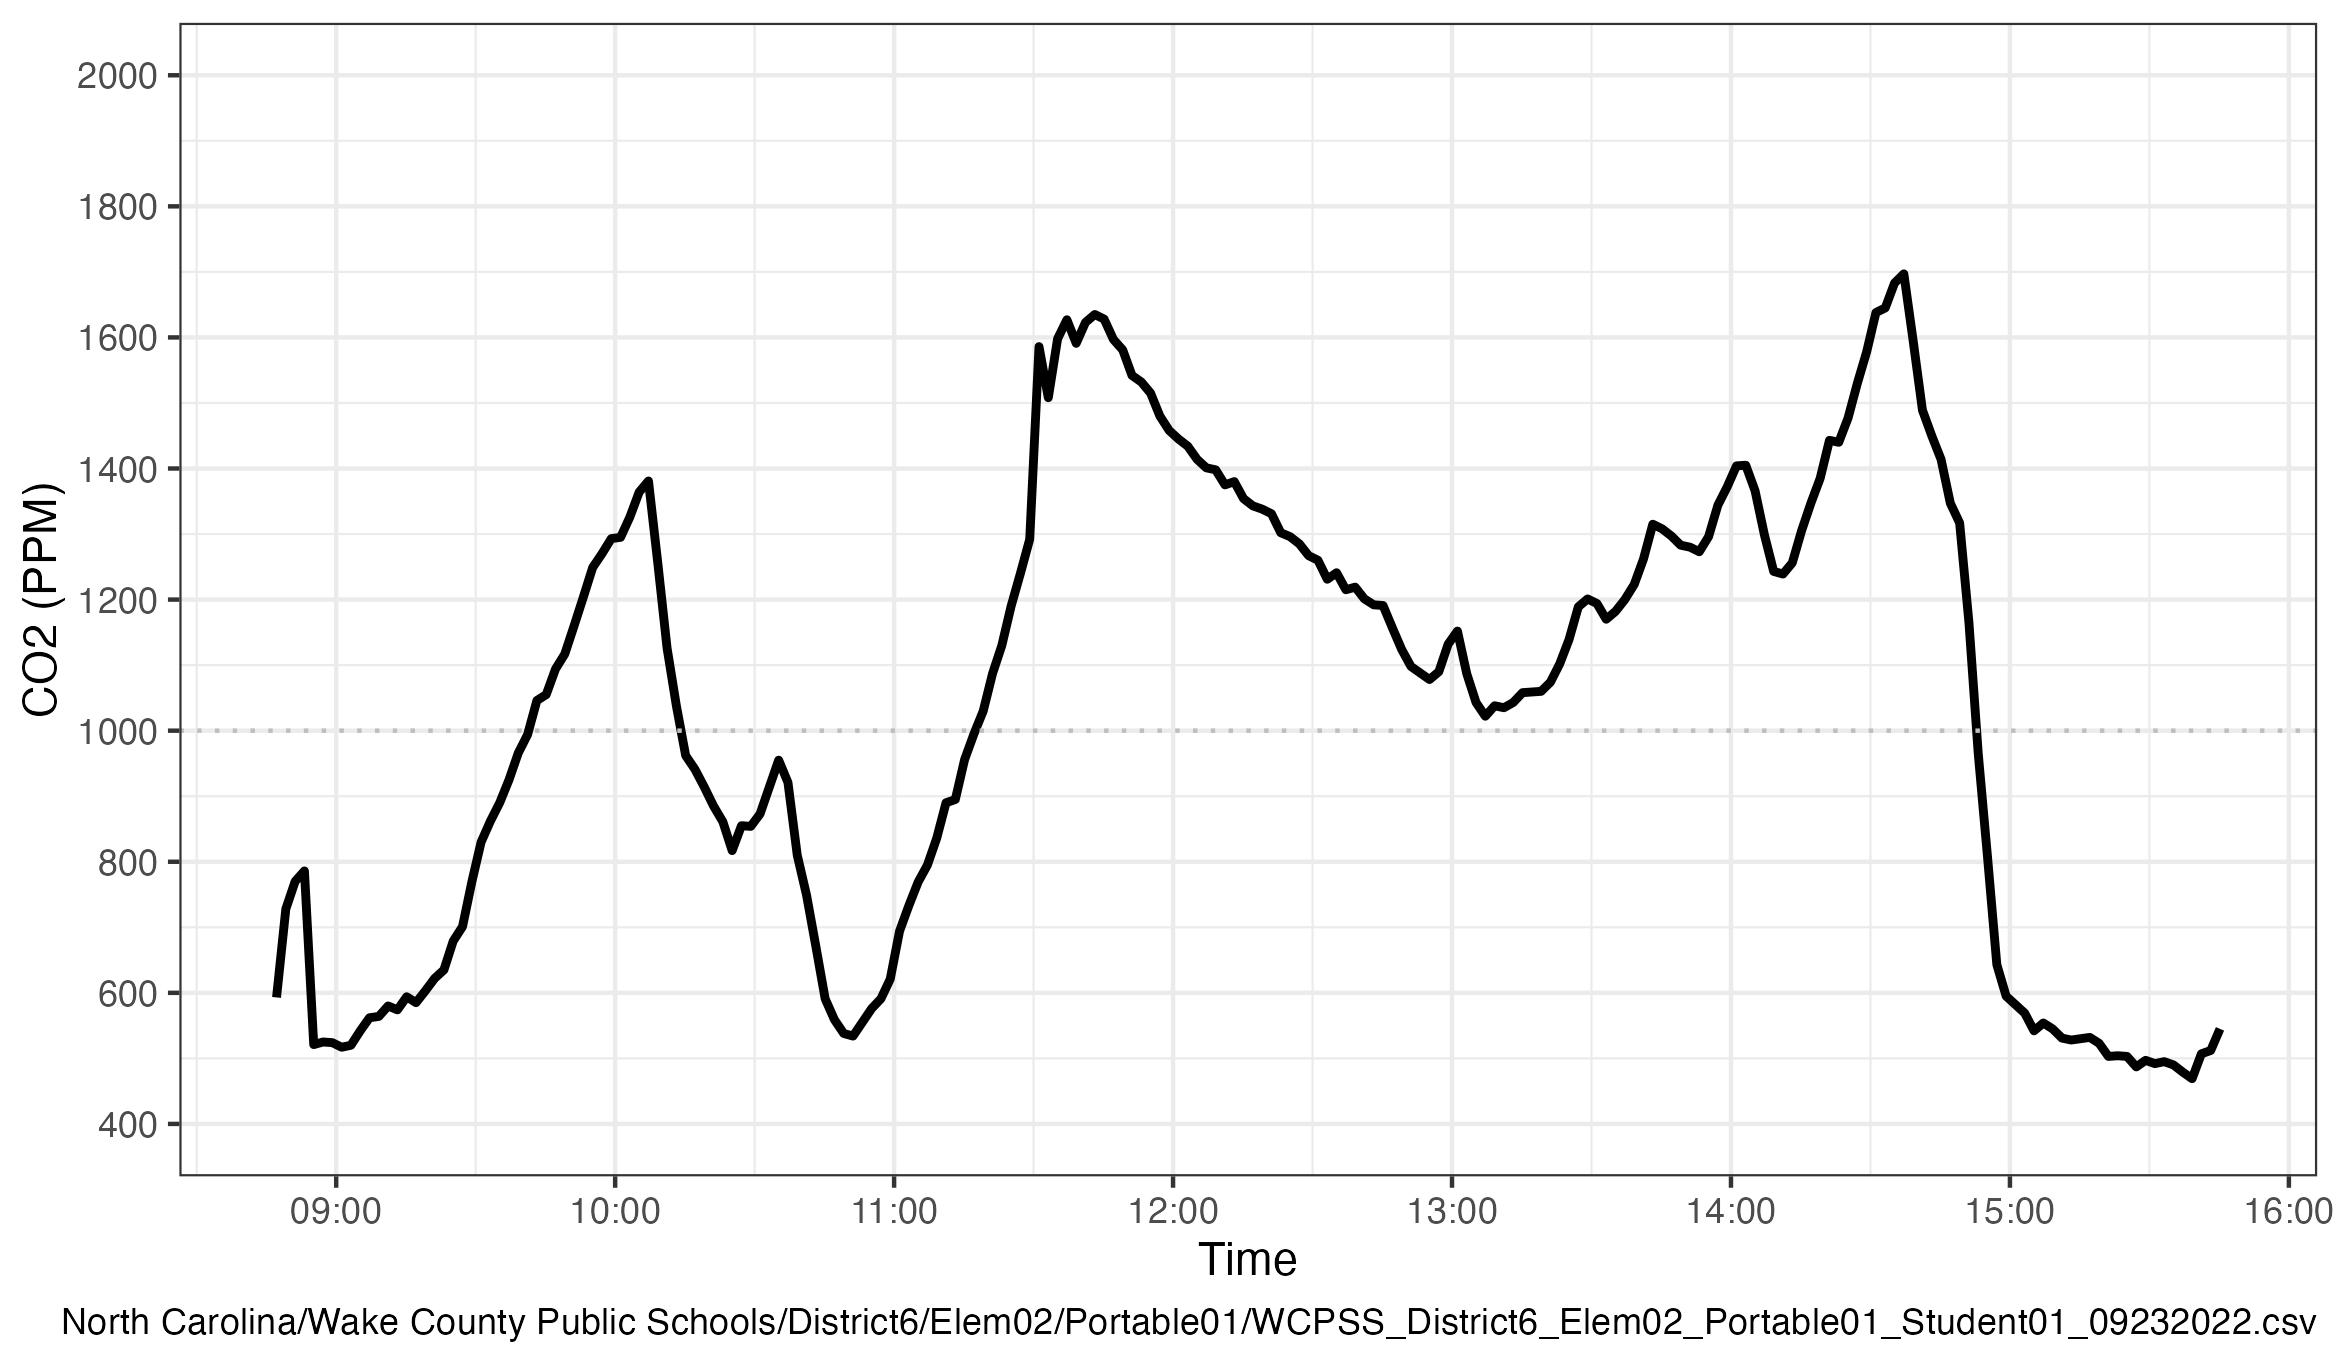 2000
1800
1600
1400
1200
1000
800
600
400
CO2 (PPM)
09:00 10:00 11:00 12:00 13:00 14:00 15:00 16:00
Time
North Carolina/Wake County Public Schools/District6/Elem02/Portable01/WCPSS_District6_Elem02_Portable01_Student01_09232022.csv